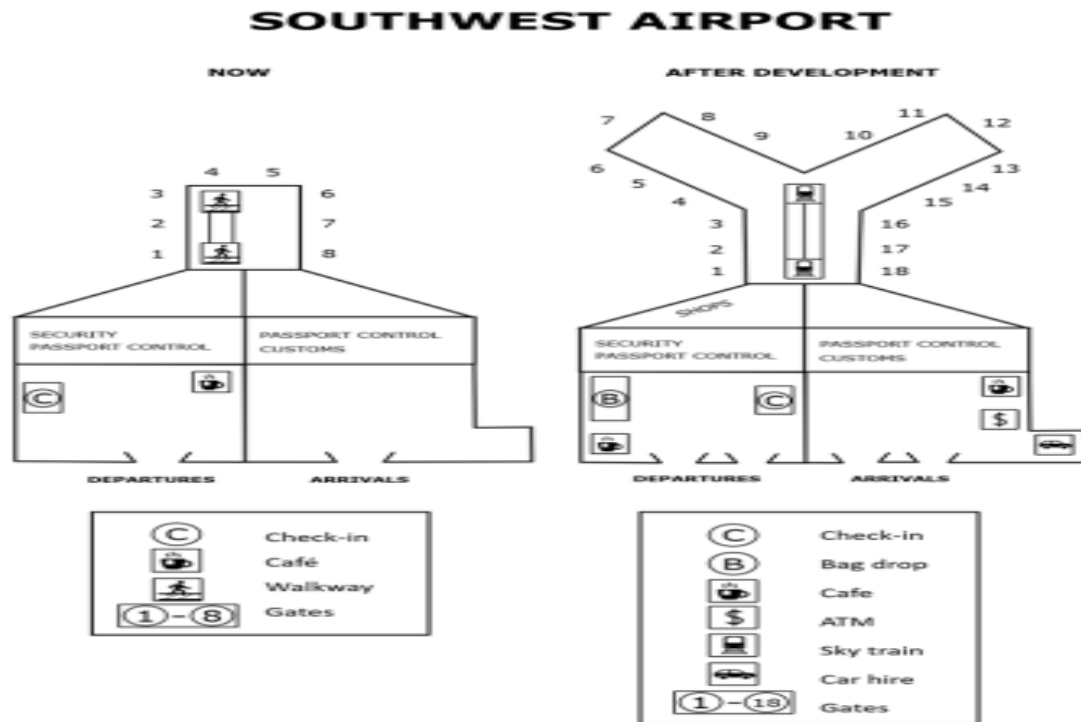 SOUTHWEST AIRPORT
NOW
4 5
3 6
2 7
1 8
SECURITY
PASSPORT CONTROL
PASSPORT CONTROL
CUSTOMS
C
DEPARTURES ARRIVALS
C Check-in
Café
Walkway
1-8 Gates
AFTER DEVELOPMENT
7 8 9 10 11 12
6 13
5 14
4 15
3 16
2 17
1 18
SHOPS
SECURITY
PASSPORT CONTROL
PASSPORT CONTROL
CUSTOMS
B C
$
DEPARTURES ARRIVALS
C Check-in
B Bag drop
Cafe
$ ATM
Sky train
Car hire
1-18 Gates